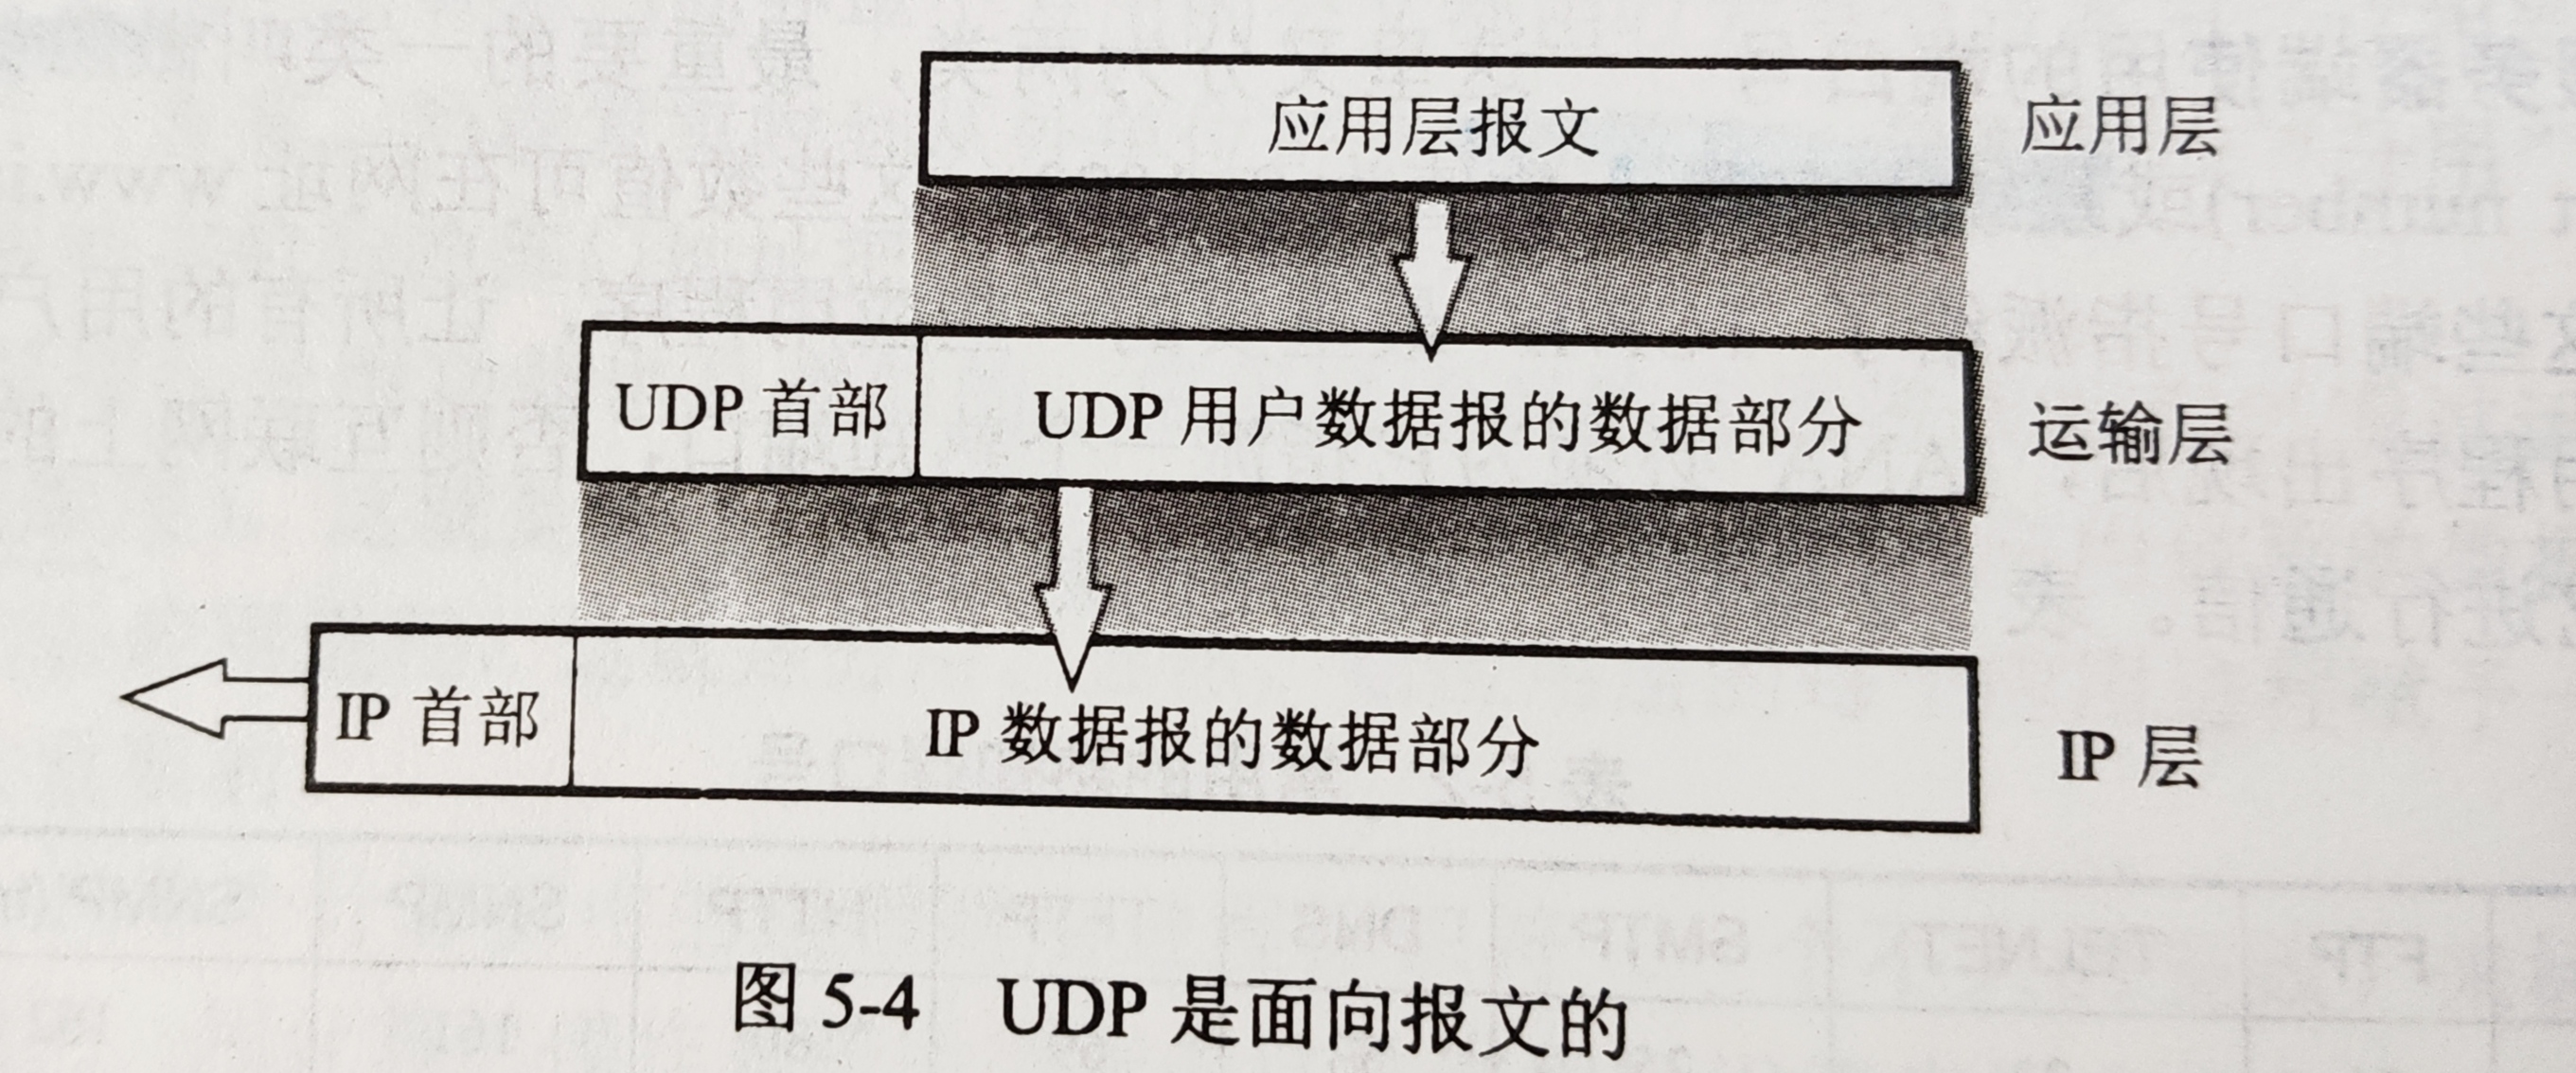 应用层报文 应用层
UDP 首部 UDP 用户数据报的数据部分 运输层
IP 首部 IP 数据报的数据部分 IP 层
图 5-4 UDP 是面向报文的